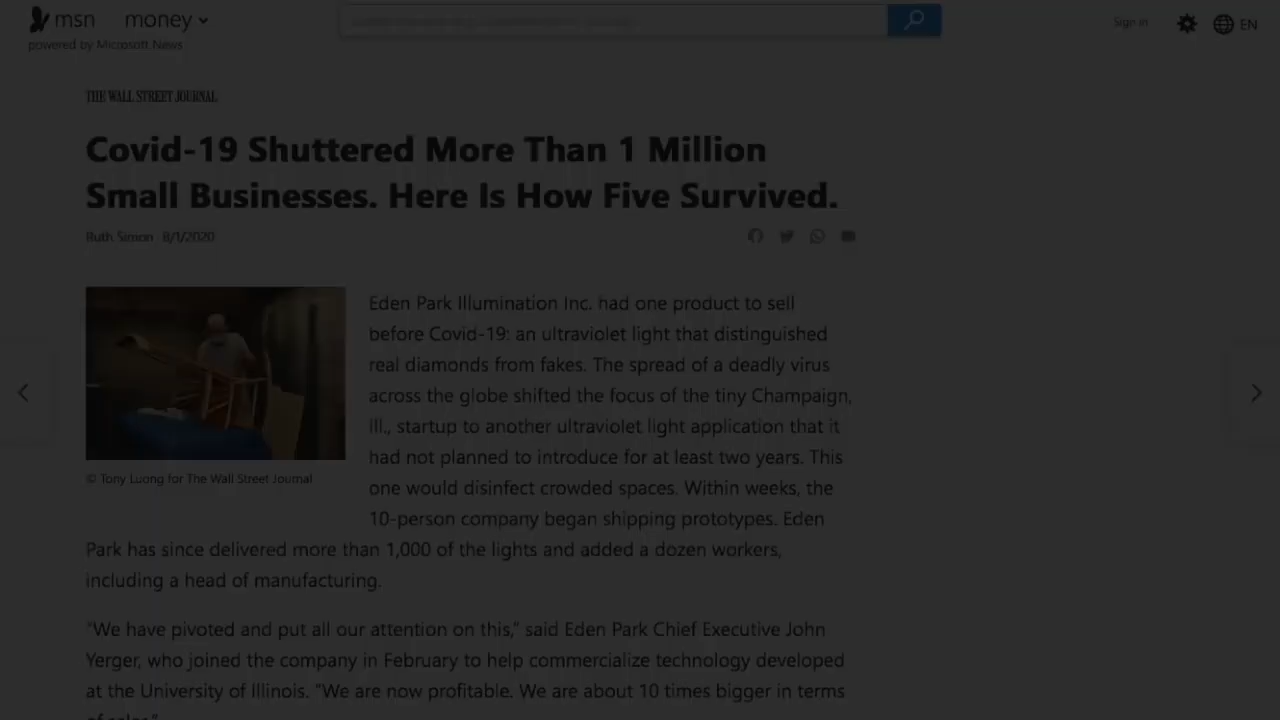 msn money
powered by Microsoft News
Sign in
EN
THE WALL STREET JOURNAL
Covid-19 Shuttered More Than 1 Million
Small Businesses. Here Is How Five Survived.
Ruth Simon 8/1/2020
Eden Park Illumination Inc. had one product to sell
before Covid-19: an ultraviolet light that distinguished
real diamonds from fakes. The spread of a deadly virus
across the globe shifted the focus of the tiny Champaign,
Ill., startup to another ultraviolet light application that it
had not planned to introduce for at least two years. This
one would disinfect crowded spaces. Within weeks, the
10-person company began shipping prototypes. Eden
© Tony Luong for The Wall Street Journal
Park has since delivered more than 1,000 of the lights and added a dozen workers,
including a head of manufacturing.
"We have pivoted and put all our attention on this," said Eden Park Chief Executive John
Yerger, who joined the company in February to help commercialize technology developed
at the University of Illinois. "We are now profitable. We are about 10 times bigger in terms
of sales."